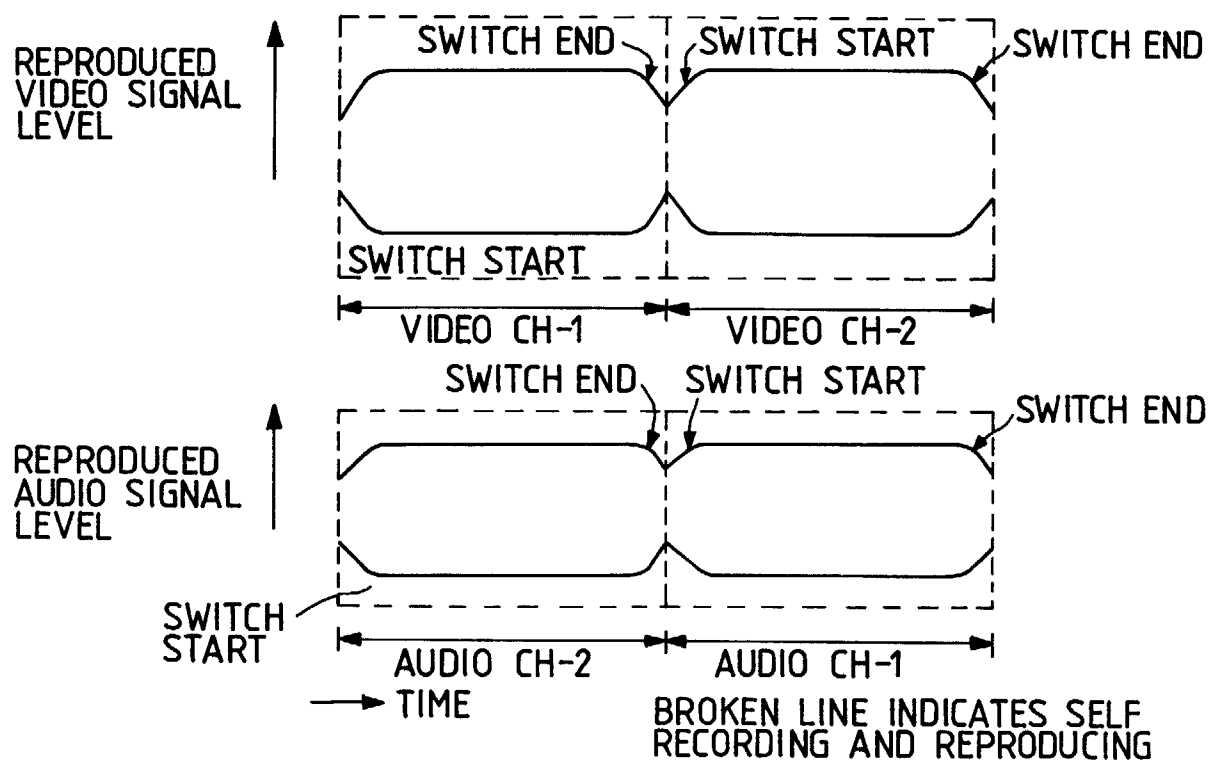 SWITCH END
SWITCH START
SWITCH END
REPRODUCED
VIDEO SIGNAL
LEVEL
SWITCH START
VIDEO CH-1
VIDEO CH-2
SWITCH END
SWITCH START
SWITCH END
REPRODUCED
AUDIO SIGNAL
LEVEL
SWITCH
START
AUDIO CH-2
AUDIO CH-1
TIME
BROKEN LINE INDICATES SELF
RECORDING AND REPRODUCING